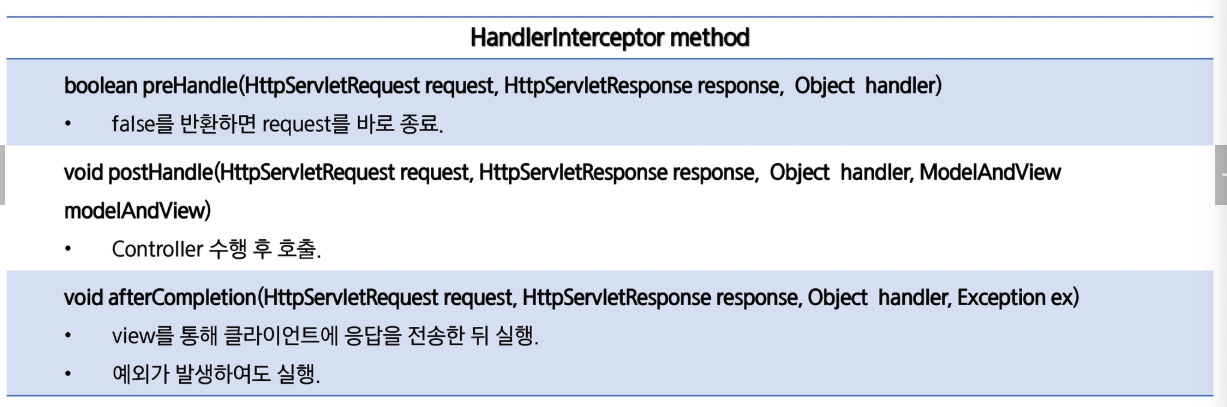 HandlerInterceptor method
boolean preHandle(HttpServletRequest request, HttpServletResponse response, Object handler)
• false를 반환하면 request를 바로 종료.
void postHandle(HttpServletRequest request, HttpServletResponse response, Object handler, ModelAndView
modelAndView)
• Controller 수행 후 호출.
void afterCompletion(HttpServletRequest request, HttpServletResponse response, Object handler, Exception ex)
• view를 통해 클라이언트에 응답을 전송한 뒤 실행.
• 예외가 발생하여도 실행.